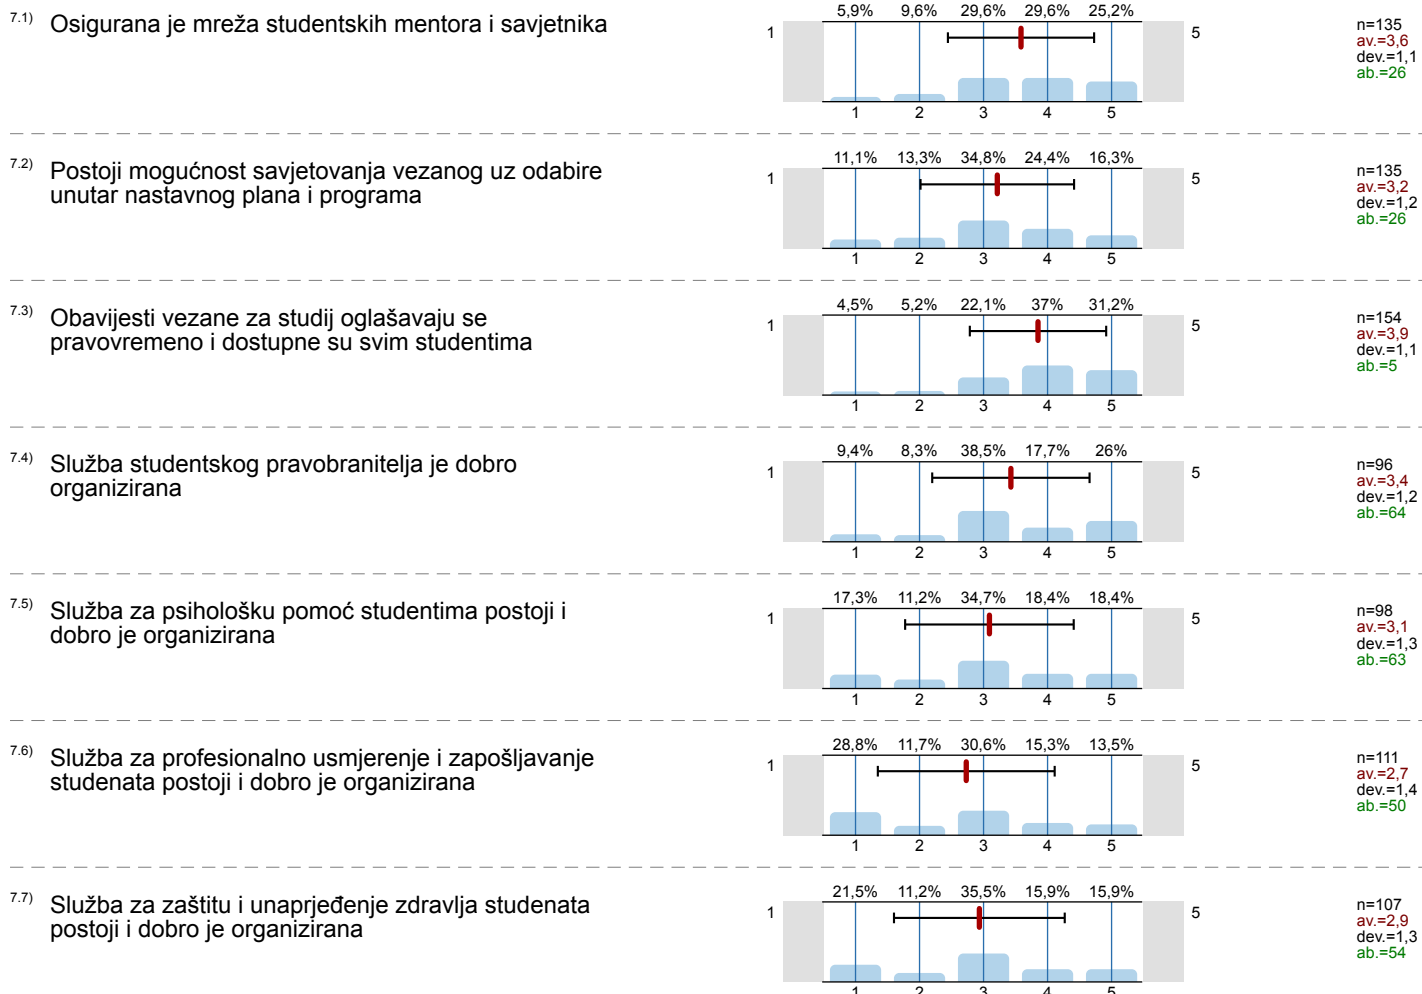 7.1) Osigurana je mreža studentskih mentora i savjetnika
5,9% 9,6% 29,6% 29,6% 25,2%
1 5
1 2 3 4 5
n=135
av.=3,6
dev.=1,1
ab.=26
7.2) Postoji mogućnost savjetovanja vezanog uz odabire
unutar nastavnog plana i programa
11,1% 13,3% 34,8% 24,4% 16,3%
1 5
1 2 3 4 5
n=135
av.=3,2
dev.=1,2
ab.=26
7.3) Obavijesti vezane za studij oglašavaju se
pravovremeno i dostupne su svim studentima
4,5% 5,2% 22,1% 37% 31,2%
1 5
1 2 3 4 5
n=154
av.=3,9
dev.=1,1
ab.=5
7.4) Služba studentskog pravobranitelja je dobro
organizirana
9,4% 8,3% 38,5% 17,7% 26%
1 5
1 2 3 4 5
n=96
av.=3,4
dev.=1,2
ab.=64
7.5) Služba za psihološku pomoć studentima postoji i
dobro je organizirana
17,3% 11,2% 34,7% 18,4% 18,4%
1 5
1 2 3 4 5
n=98
av.=3,1
dev.=1,3
ab.=63
7.6) Služba za profesionalno usmjerenje i zapošljavanje
studenata postoji i dobro je organizirana
28,8% 11,7% 30,6% 15,3% 13,5%
1 5
1 2 3 4 5
n=111
av.=2,7
dev.=1,4
ab.=50
7.7) Služba za zaštitu i unaprjeđenje zdravlja studenata
postoji i dobro je organizirana
21,5% 11,2% 35,5% 15,9% 15,9%
1 5
1 2 3 4 5
n=107
av.=2,9
dev.=1,3
ab.=54